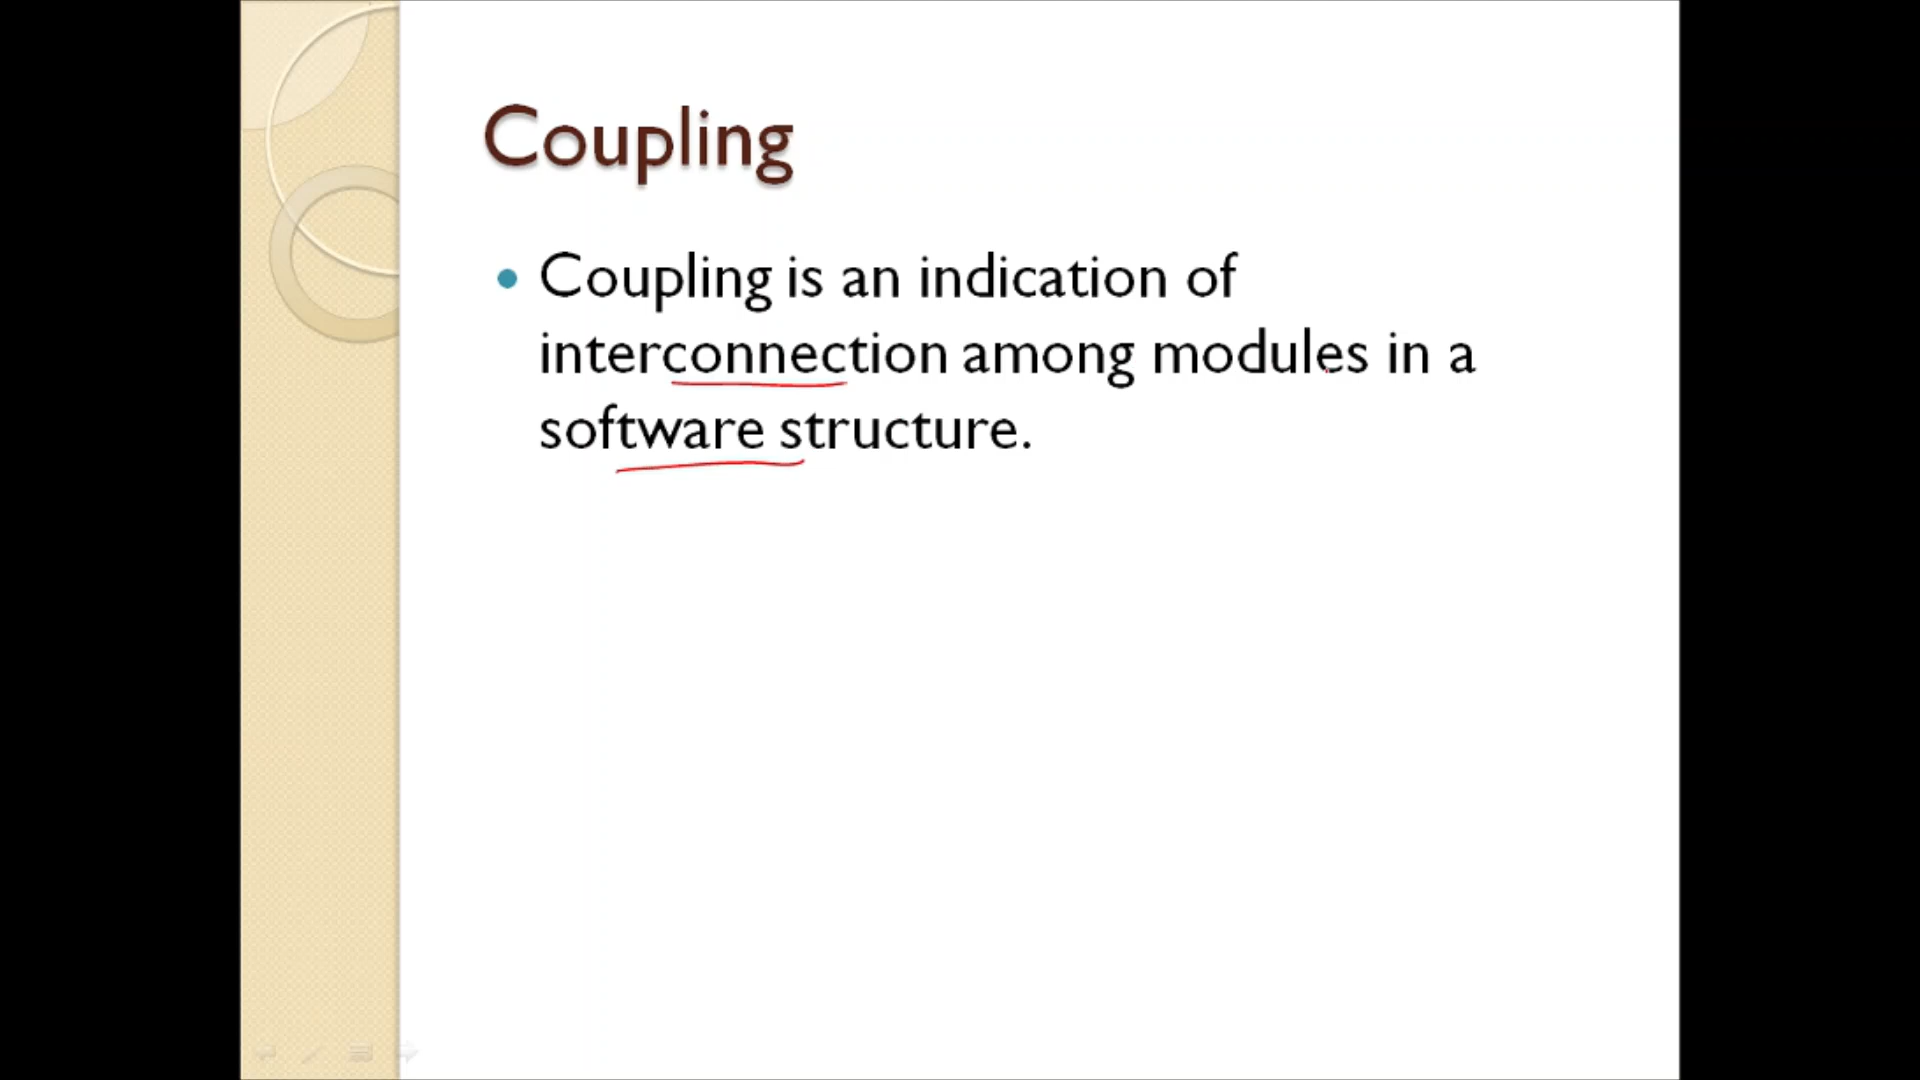 Coupling
• Coupling is an indication of
interconnection among modules in a
software structure.